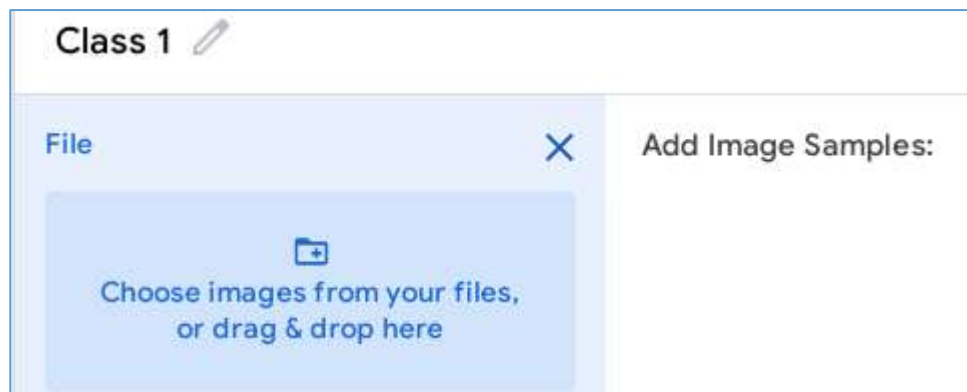 Class 1
File
Add Image Samples:
Choose images from your files,
or drag & drop here